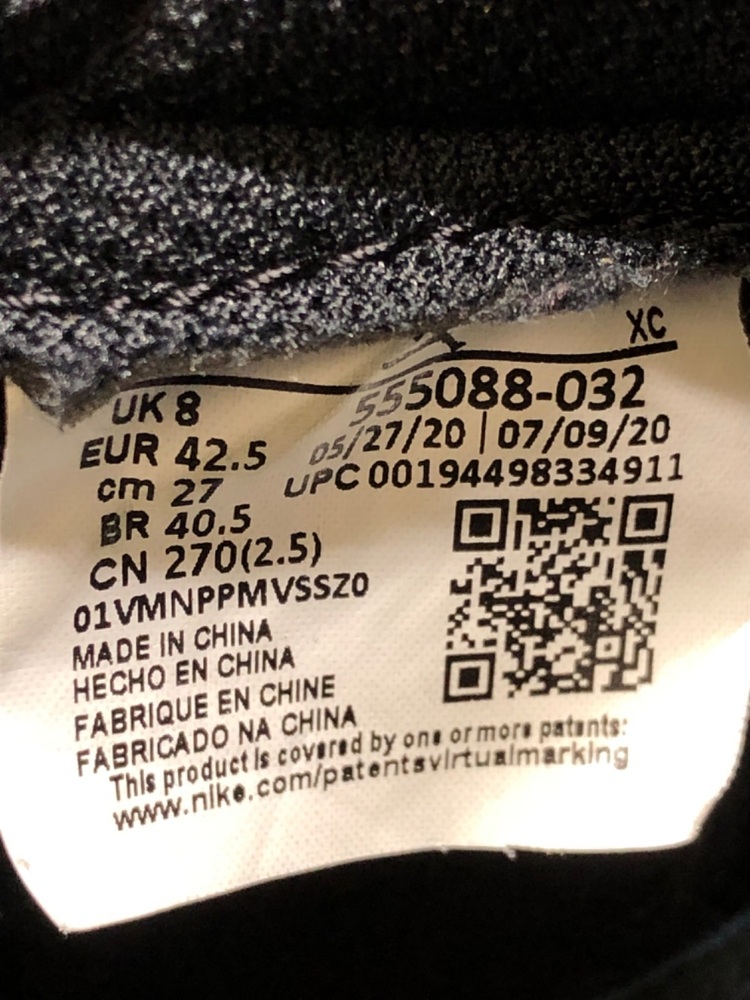 XC
UK 8
EUR 42.5
cm 27
BR 40.5
CN 270(2.5)
01VMNPPMVSSZ0
555088-032
05/27/20 | 07/09/20
UPC 00194498334911
MADE IN CHINA
HECHO EN CHINA
FABRIQUE EN CHINE
FABRICADO NA CHINA
This product is covered by one or more patents:
www.nike.com/patentsvirtualmarking